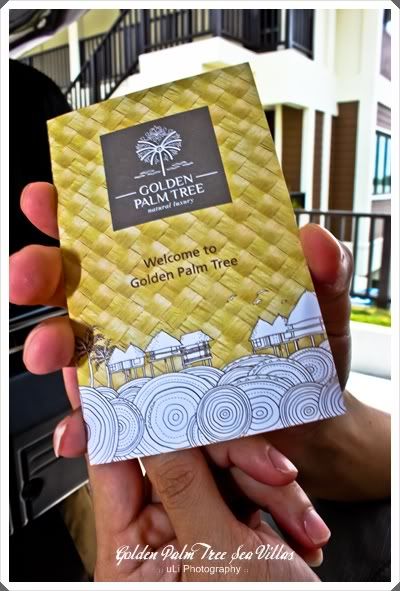 GOLDEN
PALM TREE
natural luxury
Welcome to
Golden Palm Tree
Golden Palm Tree Sea Villas
:: uLi Photography ::